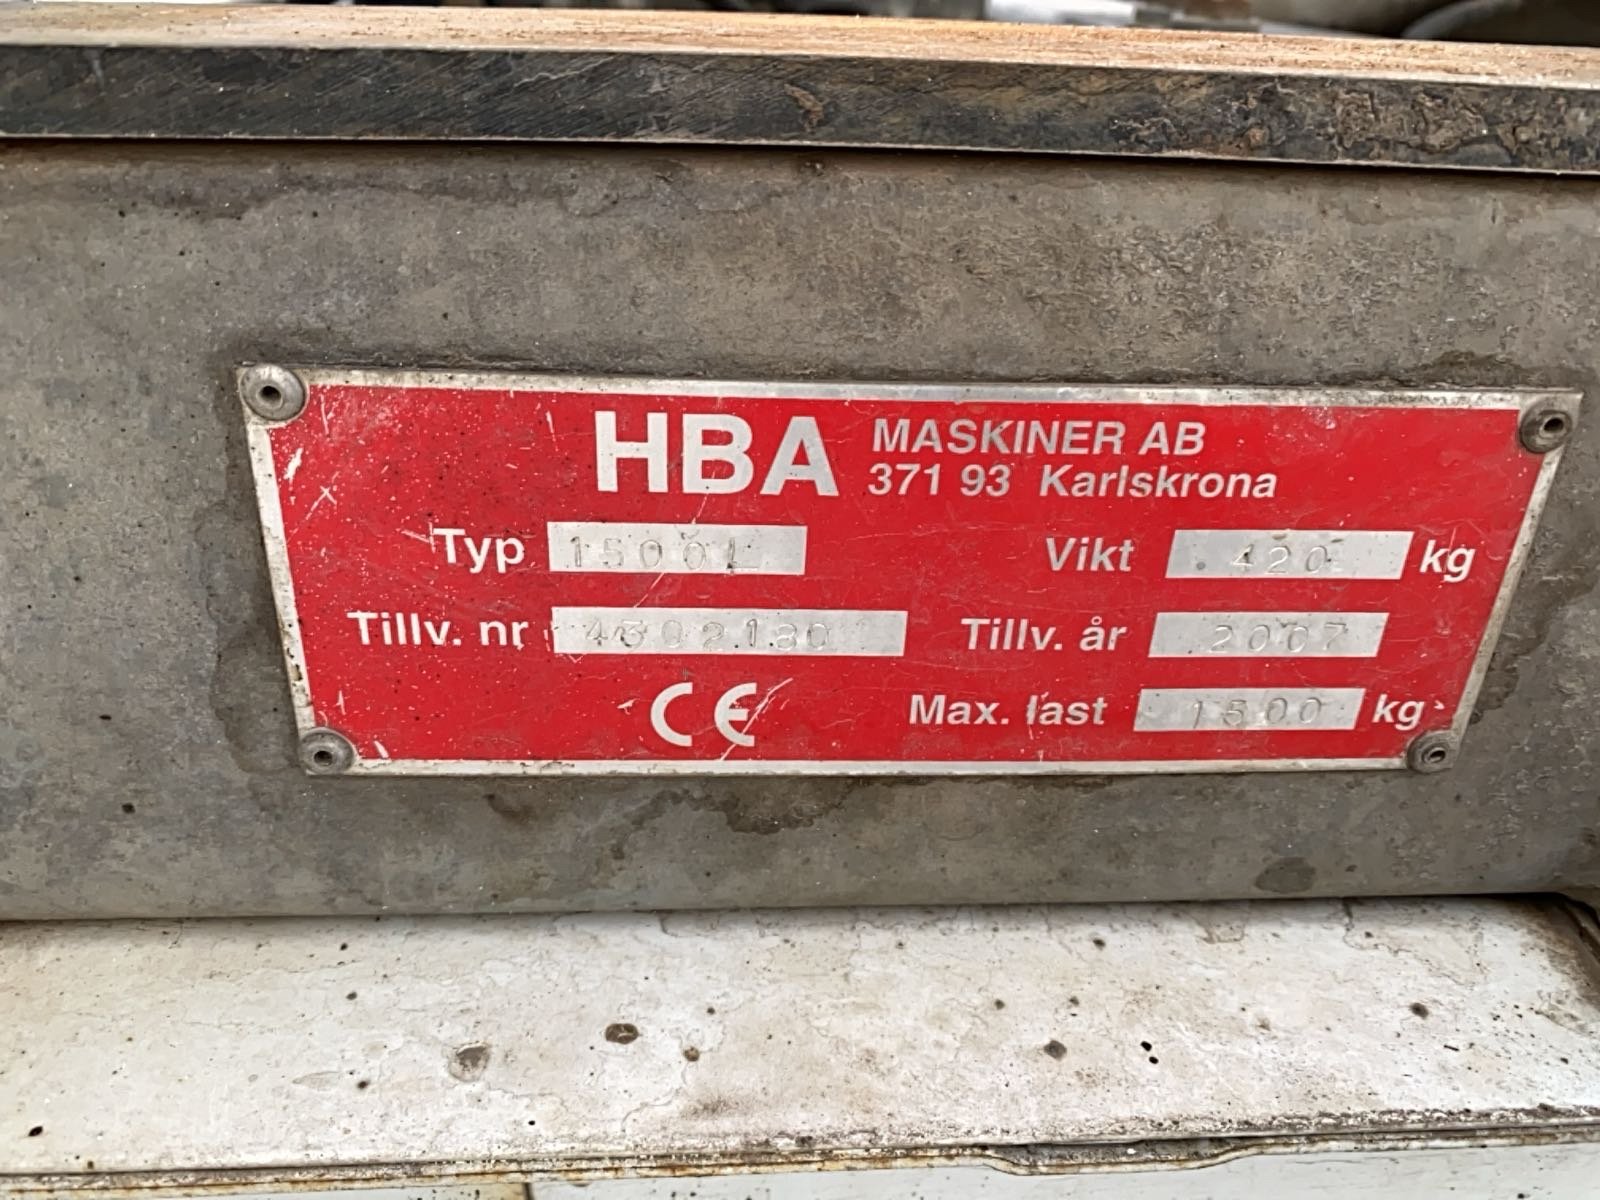 HBA MASKINER AB
371 93 Karlskrona
Typ 1500L Vikt 420 kg
Tillv. nr 4302180 Tillv. år 2007
CE Max. last 1500 kg